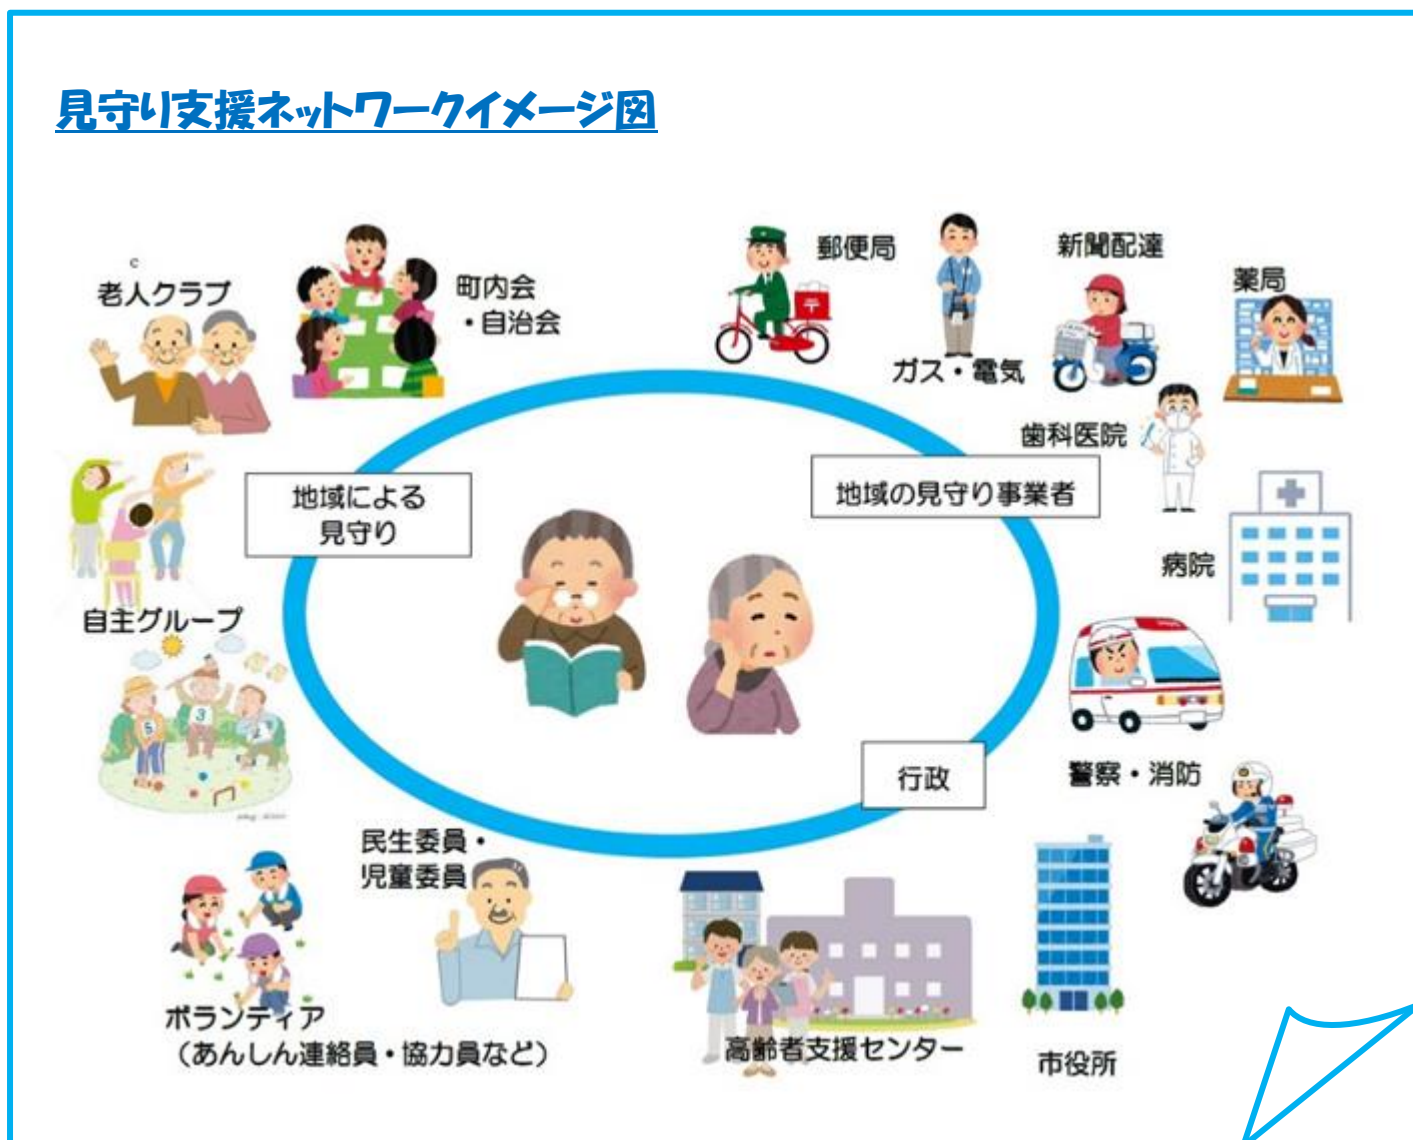 見守り支援ネットワークイメージ図
c
老人クラブ
町内会
・自治会
郵便局
ガス・電気
新聞配達
薬局
歯科医院
病院
地域による
見守り
地域の見守り事業者
自主グループ
5
3
2
行政
警察・消防
民生委員・
児童委員
ボランティア
（あんしん連絡員・協力員など）
高齢者支援センター
市役所